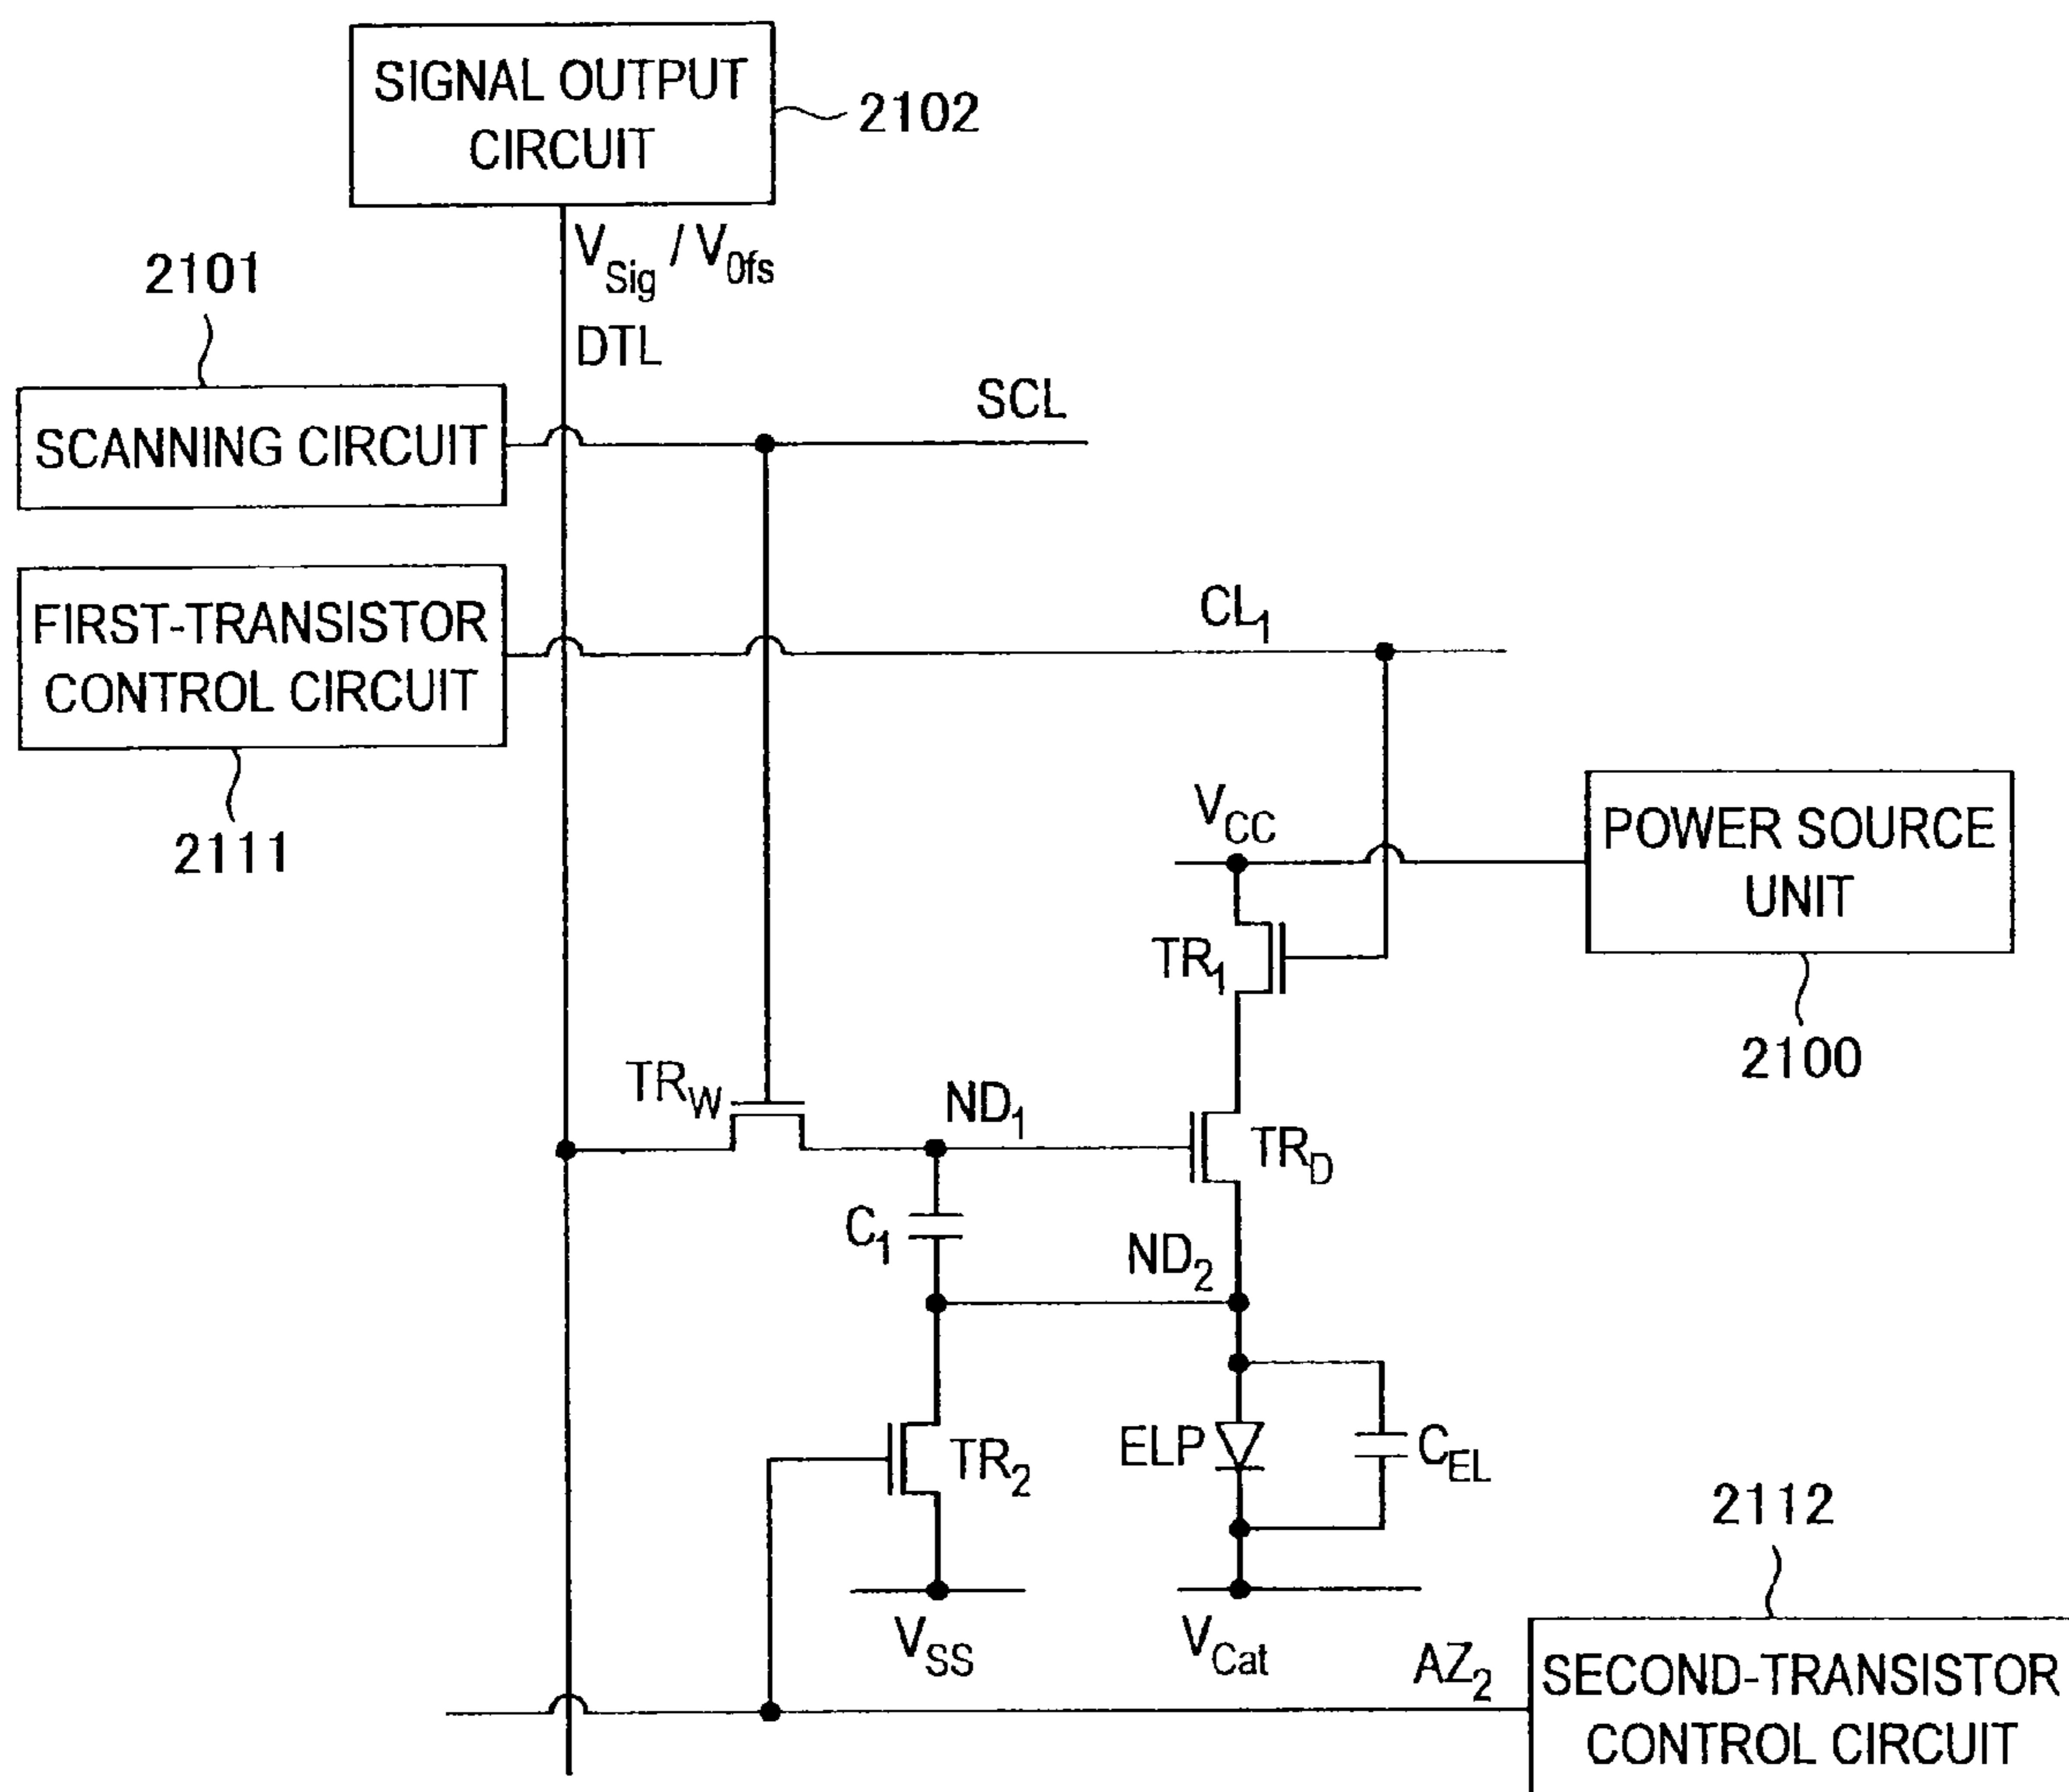 SIGNAL OUTPUT
CIRCUIT
2102
V_Sig / V_0fs
2101
DTL
SCL
SCANNING CIRCUIT
FIRST-TRANSISTOR
CONTROL CIRCUIT
CL_1
2111
V_CC
POWER SOURCE
UNIT
TR_1
2100
TR_W
ND_1
TR_D
C_1
ND_2
TR_2
ELP
C_EL
2112
V_SS
V_Cat
AZ_2
SECOND-TRANSISTOR
CONTROL CIRCUIT